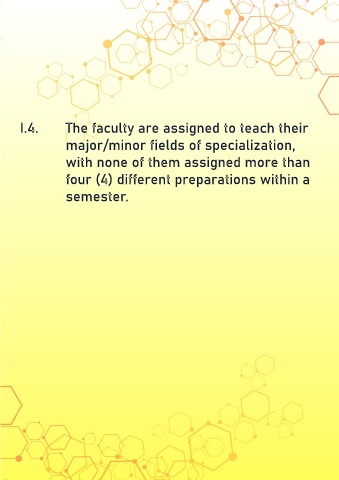 I.4. The faculty are assigned to teach their
major/minor fields of specialization,
with none of them assigned more than
four (4) different preparations within a
semester.